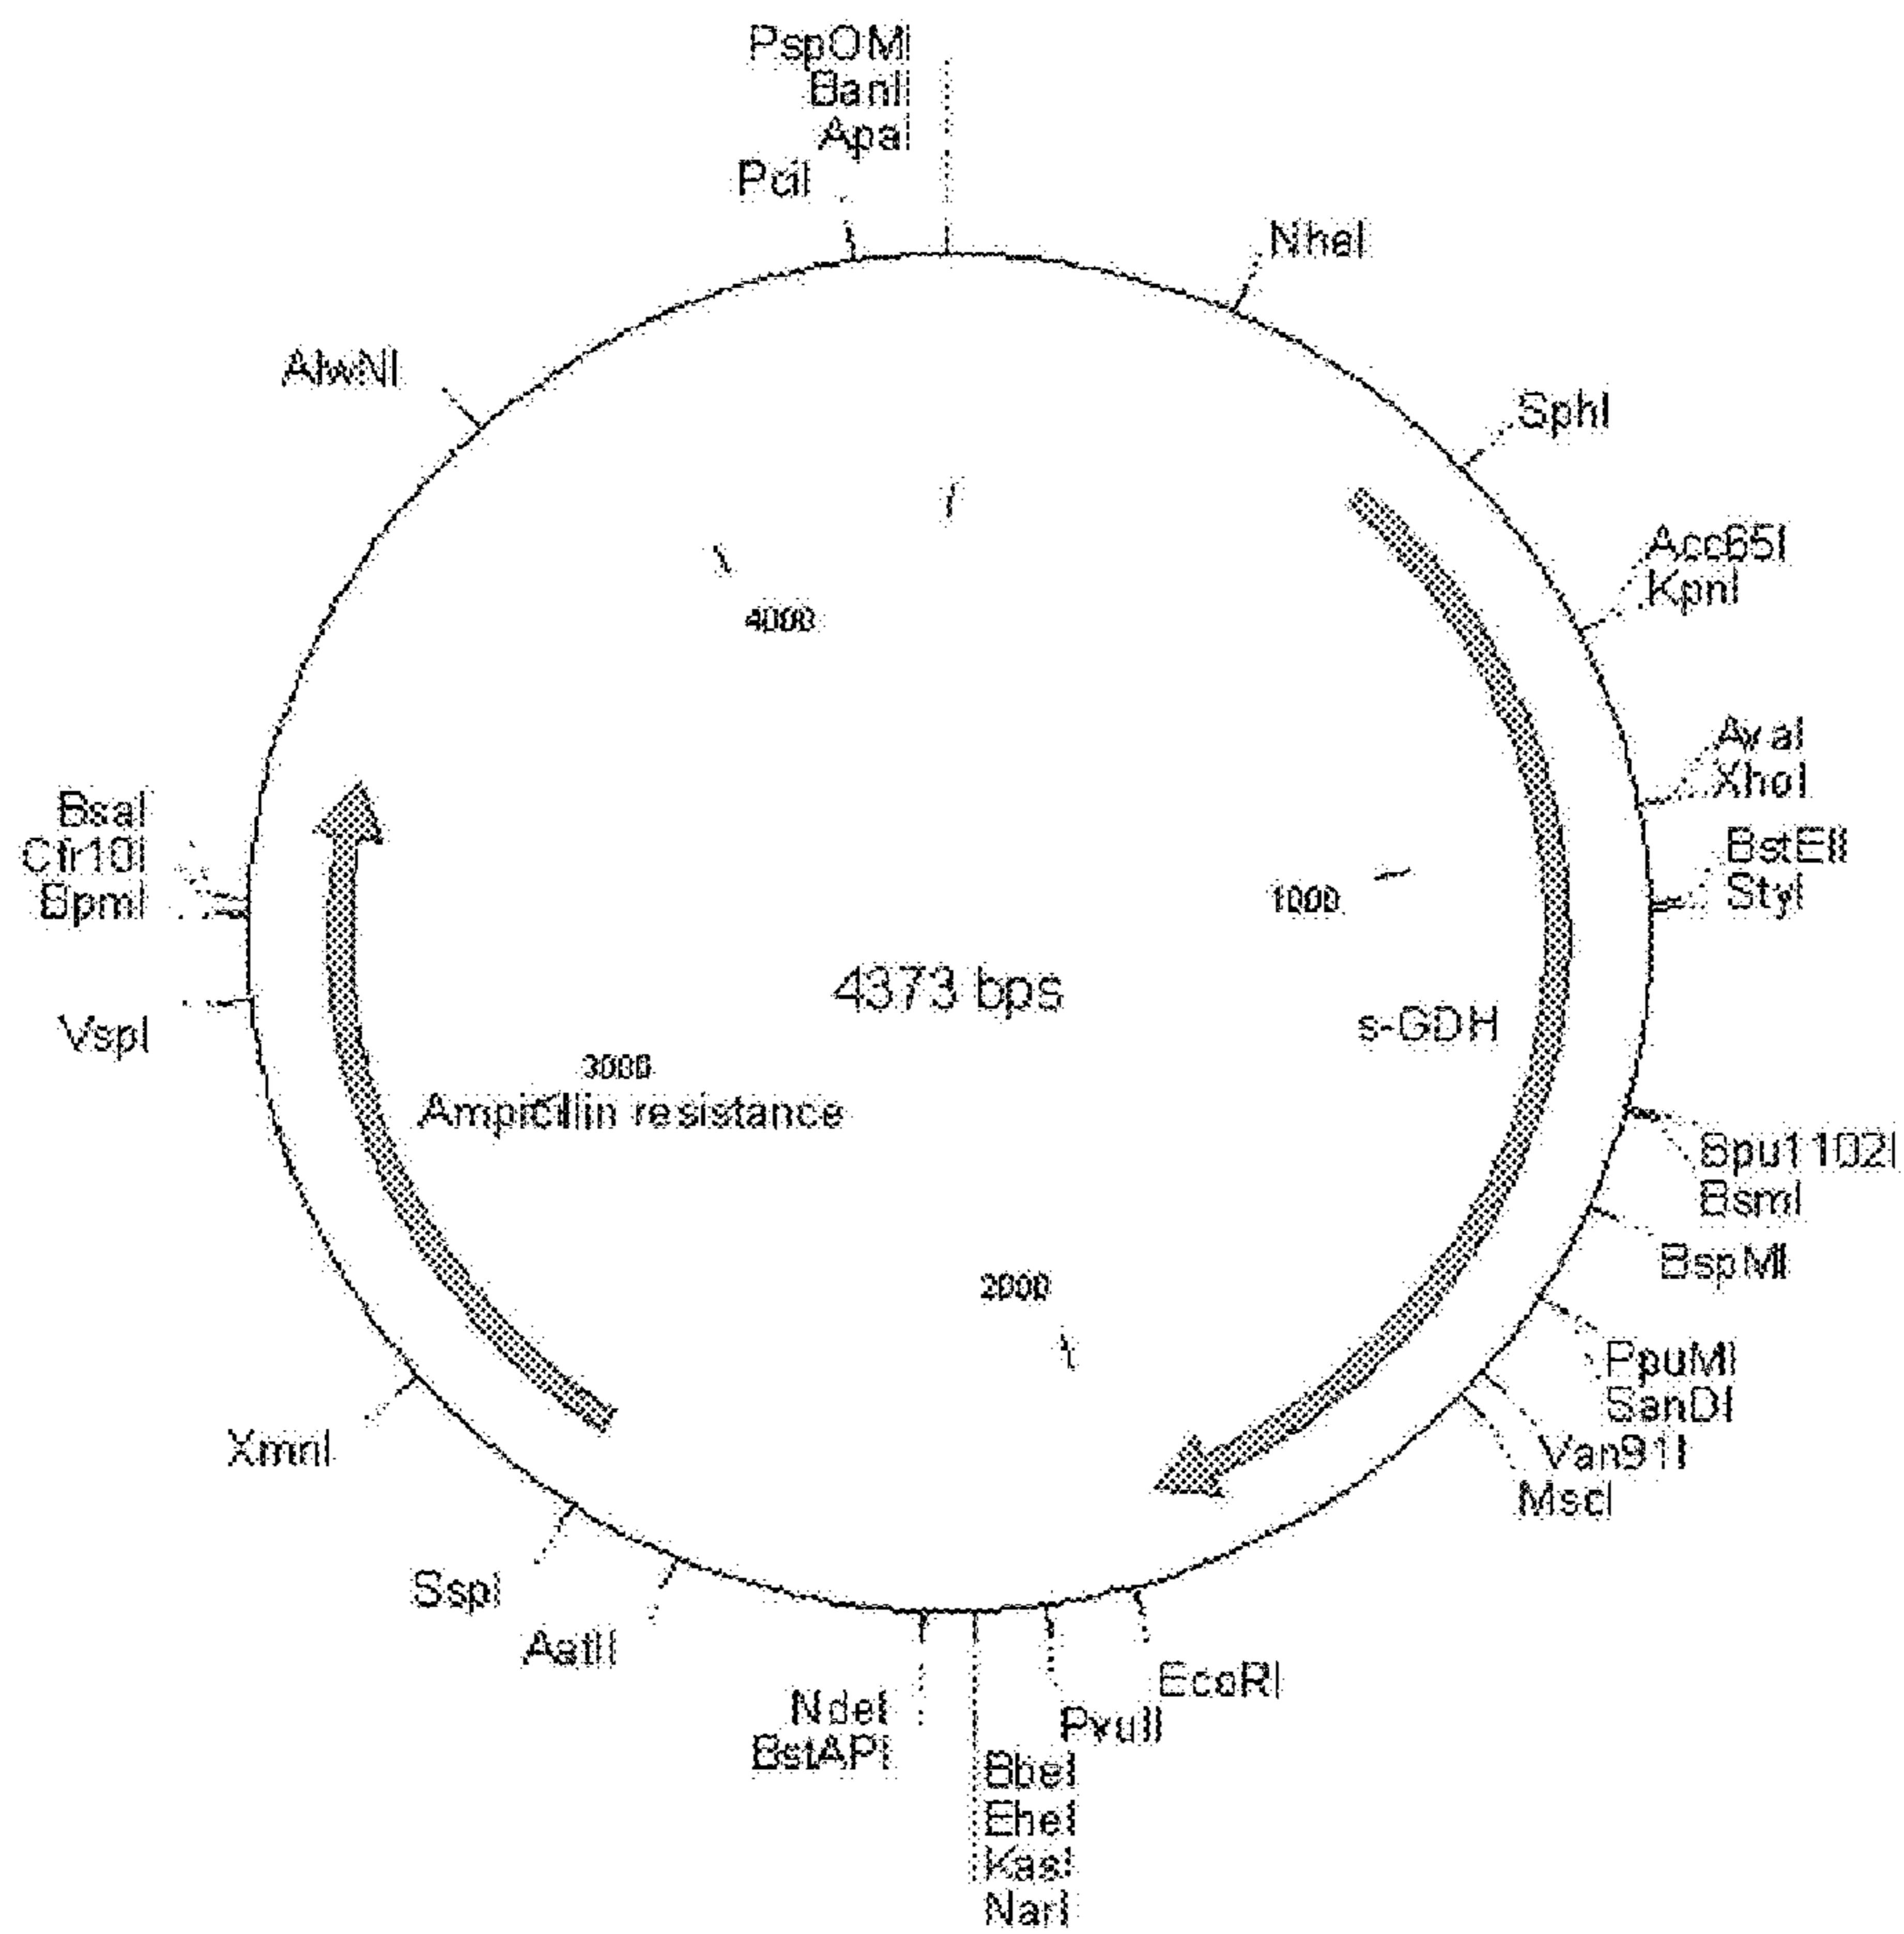 PspOMI
BanII
ApaI
PciI
NheI
AlwNI
SphI
Acc65I
KpnI
4000
AvaI
XhoI
BsaI
Cfr10I
BpmI
BstEII
StyI
1000
4373 bps
s-GDH
VspI
3000
Ampicillin resistance
Bpu1102I
BsmI
BspMI
2000
PpuMI
SanDI
Van91I
MscI
XmnI
SspI
AatII
EcoRI
NdeI
BstAPI
PvuII
BbeI
EheI
KasI
NarI